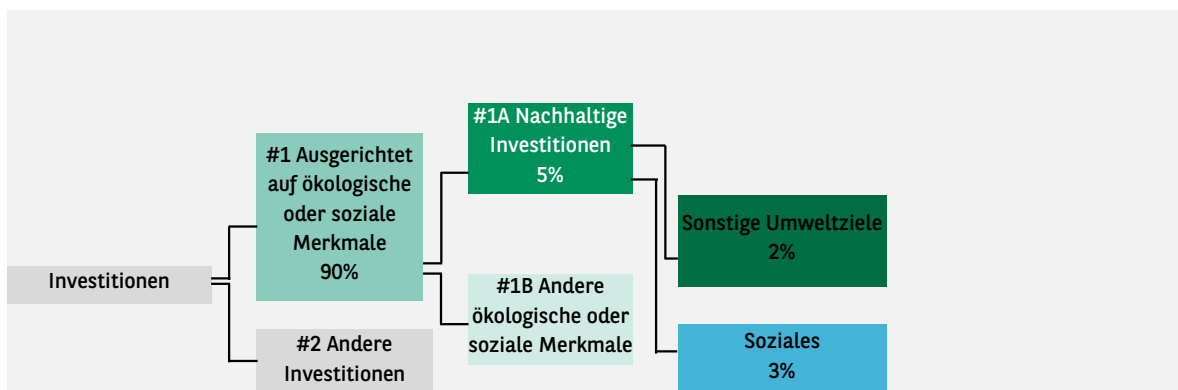 Investitionen
#1 Ausgerichtet
auf ökologische
oder soziale
Merkmale
90%
#2 Andere
Investitionen
#1A Nachhaltige
Investitionen
5%
#1B Andere
ökologische oder
soziale Merkmale
Sonstige Umweltziele
2%
Soziales
3%